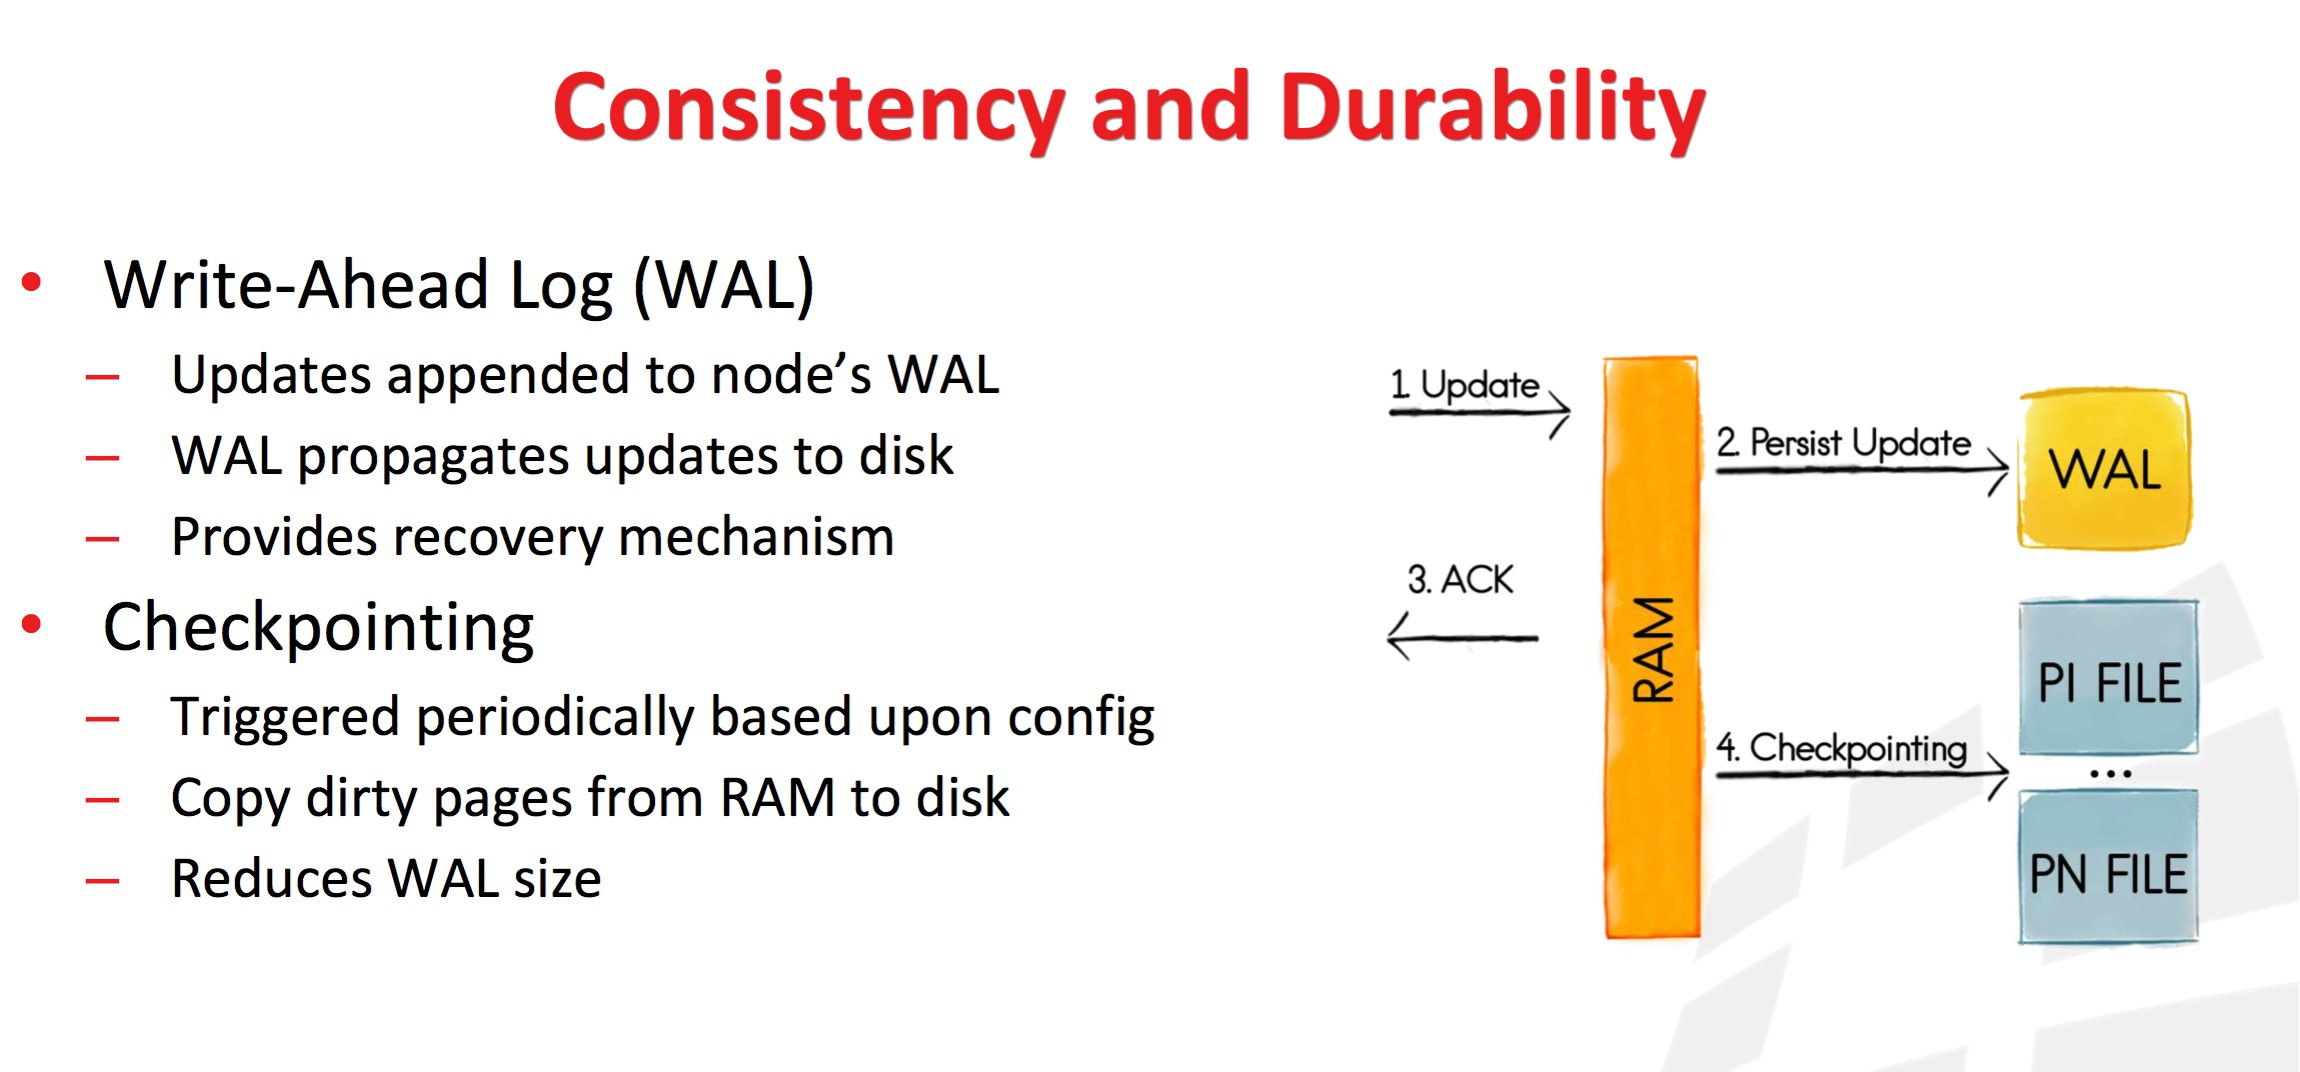 Consistency and Durability
• Write-Ahead Log (WAL)
– Updates appended to node’s WAL
– WAL propagates updates to disk
– Provides recovery mechanism
• Checkpointing
– Triggered periodically based upon config
– Copy dirty pages from RAM to disk
– Reduces WAL size
1. Update
2. Persist Update
WAL
3. ACK
RAM
4. Checkpointing
P1 FILE
...
PN FILE